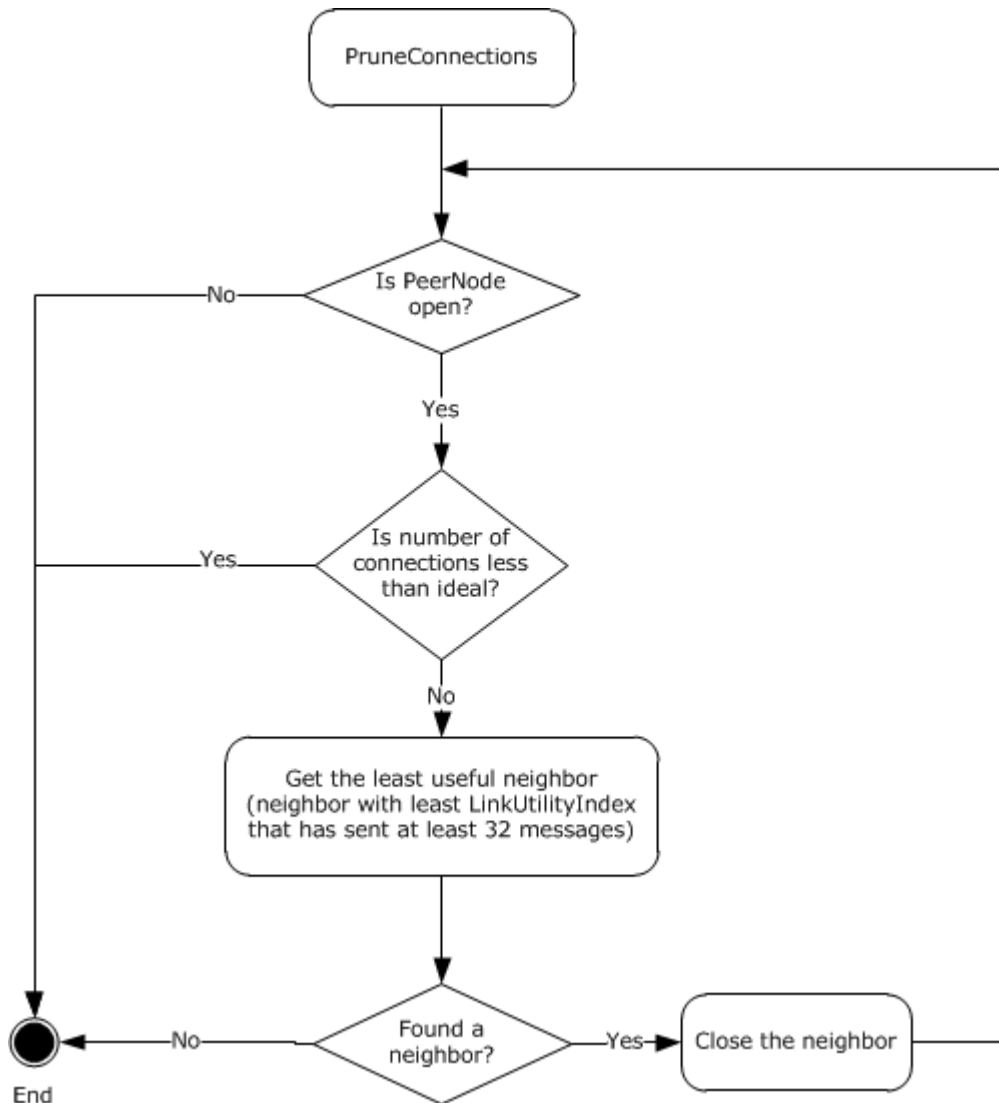 PruneConnections
Is PeerNode
open?
No
Yes
Is number of
connections less
than ideal?
Yes
No
Get the least useful neighbor
(neighbor with least LinkUtilityIndex
that has sent at least 32 messages)
Found a
neighbor?
No
Yes
Close the neighbor
End